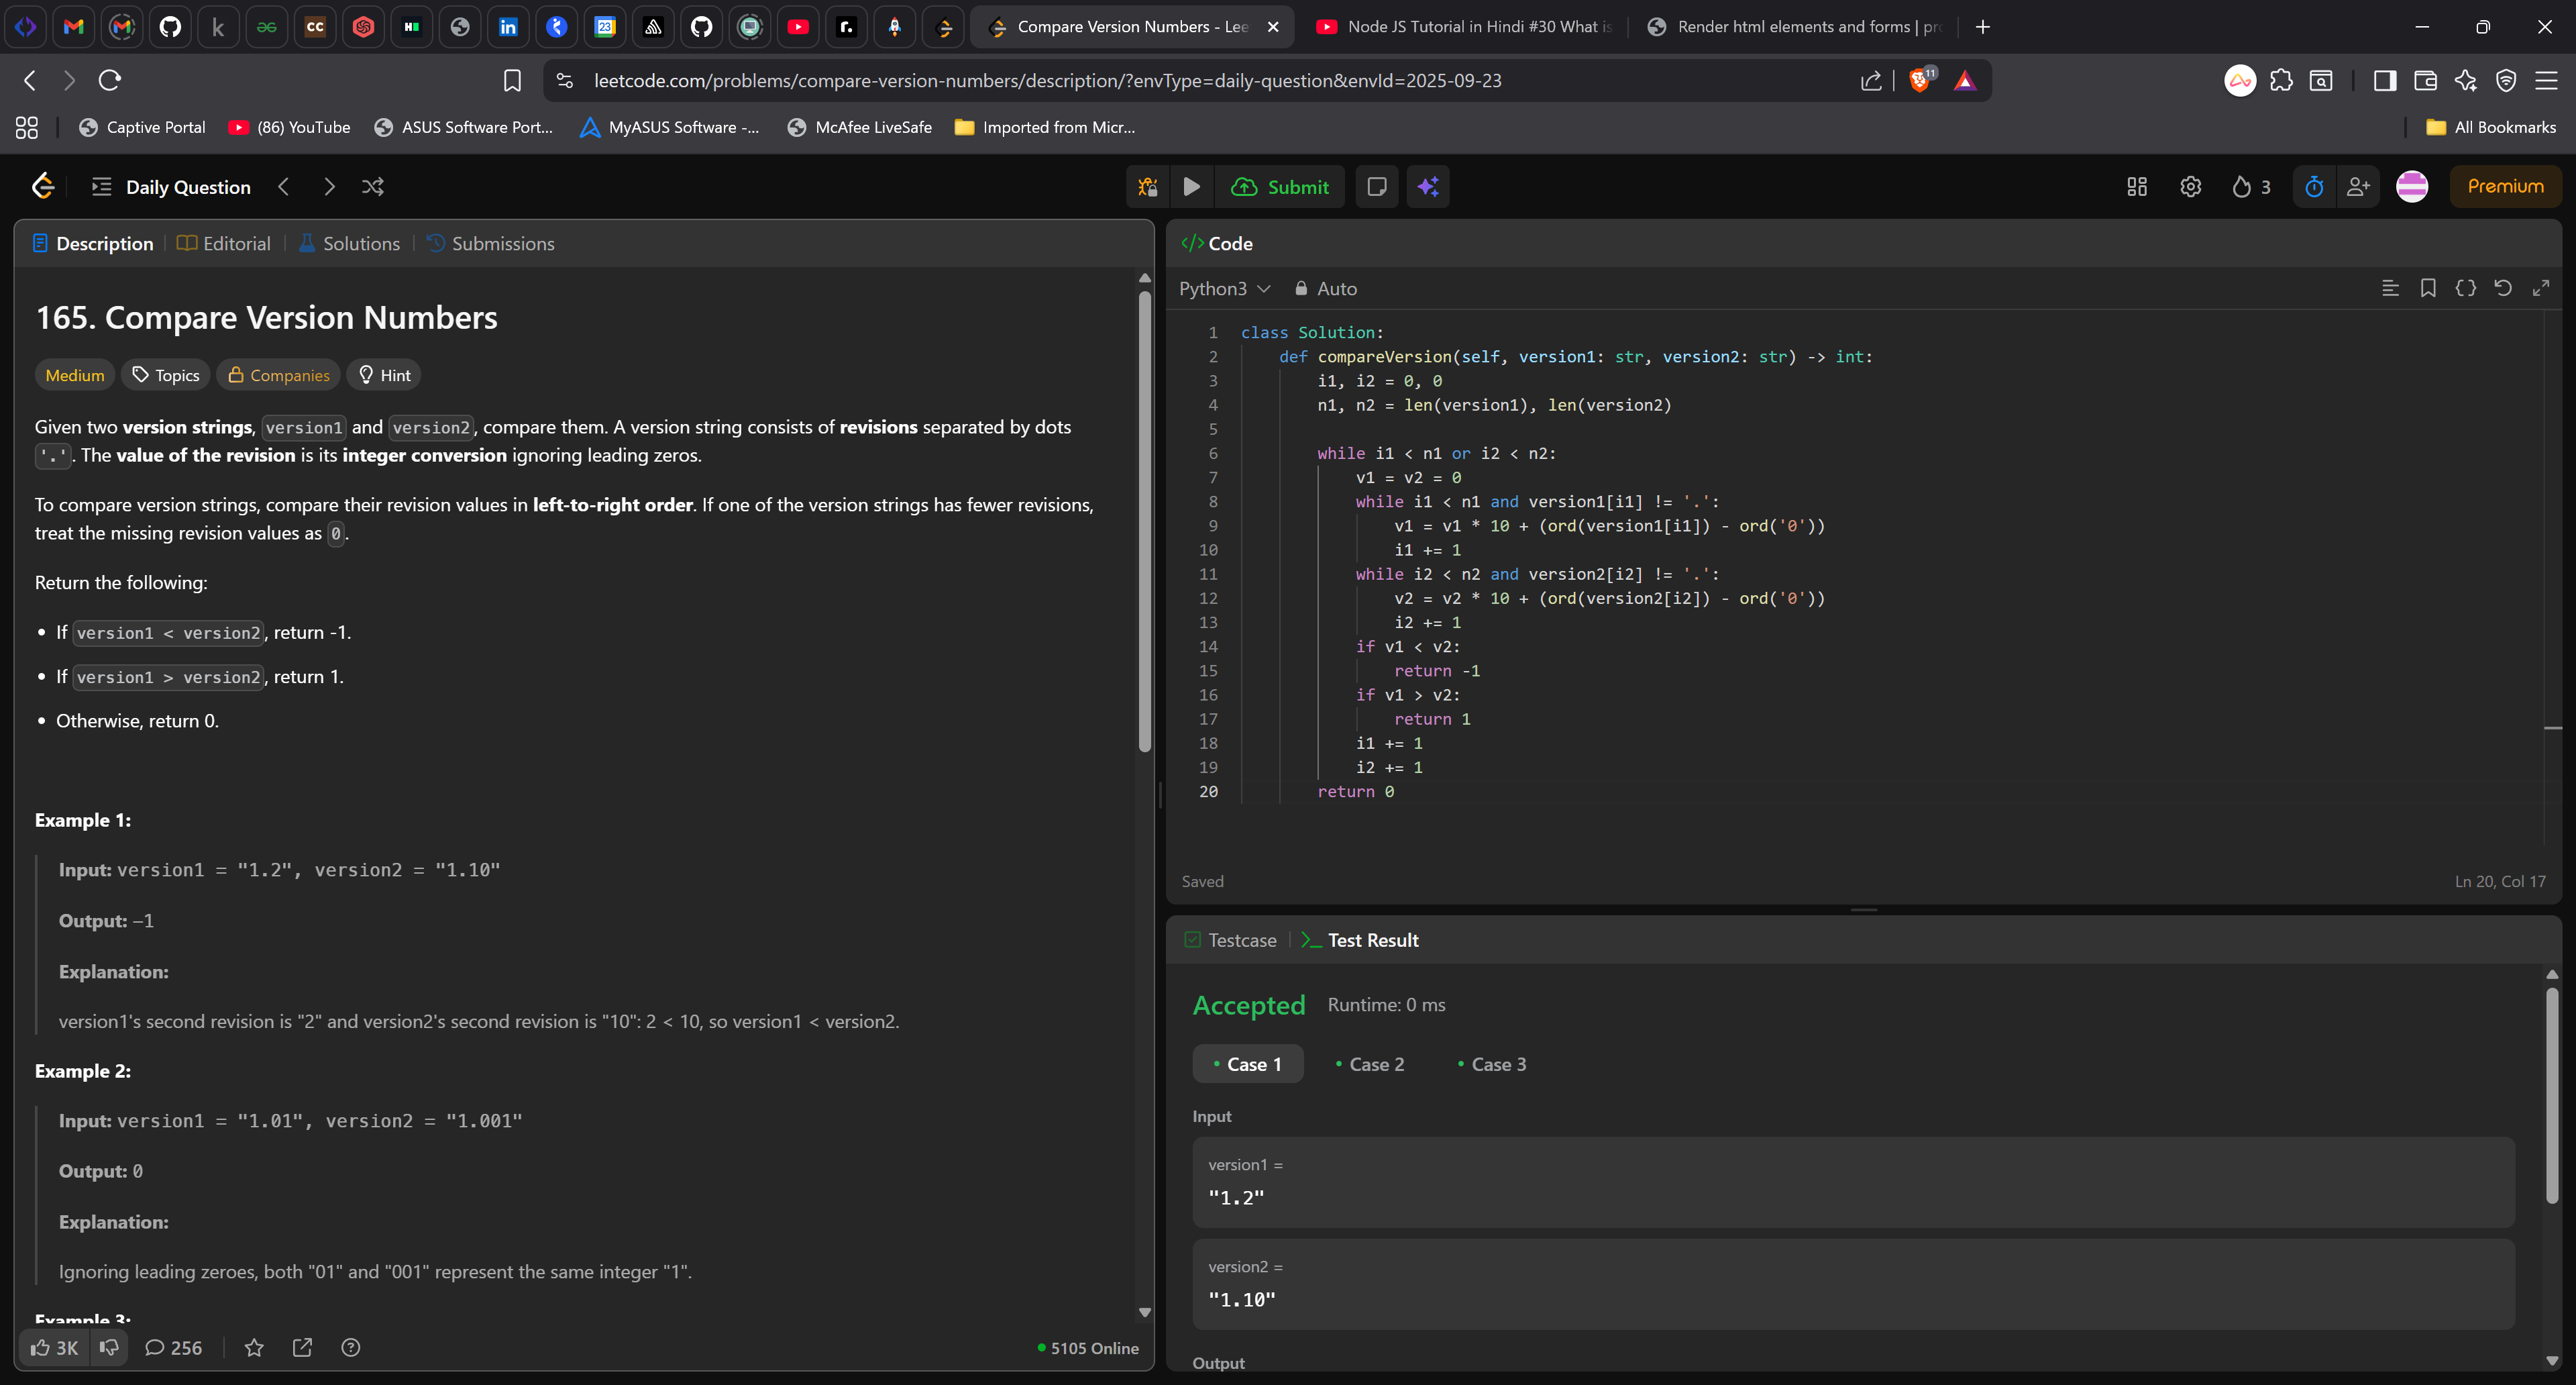 CC
H
in
23
r.
Compare Version Numbers - Lee
Node JS Tutorial in Hindi #30 What is
Render html elements and forms | pr
leetcode.com/problems/compare-version-numbers/description/?envType=daily-question&envId=2025-09-23
11
Captive Portal
(86) YouTube
ASUS Software Port...
MyASUS Software -...
McAfee LiveSafe
Imported from Micr...
All Bookmarks
Daily Question
Submit
3
Premium
Description
Editorial
Solutions
Submissions
165. Compare Version Numbers
Medium
Topics
Companies
Hint
Given two version strings, version1 and version2, compare them. A version string consists of revisions separated by dots
'.'. The value of the revision is its integer conversion ignoring leading zeros.
To compare version strings, compare their revision values in left-to-right order. If one of the version strings has fewer revisions,
treat the missing revision values as 0.
Return the following:
• If version1 < version2, return -1.
• If version1 > version2, return 1.
• Otherwise, return 0.
Example 1:
Input: version1 = "1.2", version2 = "1.10"
Output: −1
Explanation:
version1's second revision is "2" and version2's second revision is "10": 2 < 10, so version1 < version2.
Example 2:
Input: version1 = "1.01", version2 = "1.001"
Output: 0
Explanation:
Ignoring leading zeroes, both "01" and "001" represent the same integer "1".
Example 3:
3K
256
5105 Online
</> Code
Python3
Auto
1 class Solution:
2 def compareVersion(self, version1: str, version2: str) -> int:
3 i1, i2 = 0, 0
4 n1, n2 = len(version1), len(version2)
5
6 while i1 < n1 or i2 < n2:
7 v1 = v2 = 0
8 while i1 < n1 and version1[i1] != '.':
9 v1 = v1 * 10 + (ord(version1[i1]) - ord('0'))
10 i1 += 1
11 while i2 < n2 and version2[i2] != '.':
12 v2 = v2 * 10 + (ord(version2[i2]) - ord('0'))
13 i2 += 1
14 if v1 < v2:
15 return -1
16 if v1 > v2:
17 return 1
18 i1 += 1
19 i2 += 1
20 return 0
Saved
Ln 20, Col 17
Testcase
Test Result
Accepted
Runtime: 0 ms
• Case 1
• Case 2
• Case 3
Input
version1 =
"1.2"
version2 =
"1.10"
Output